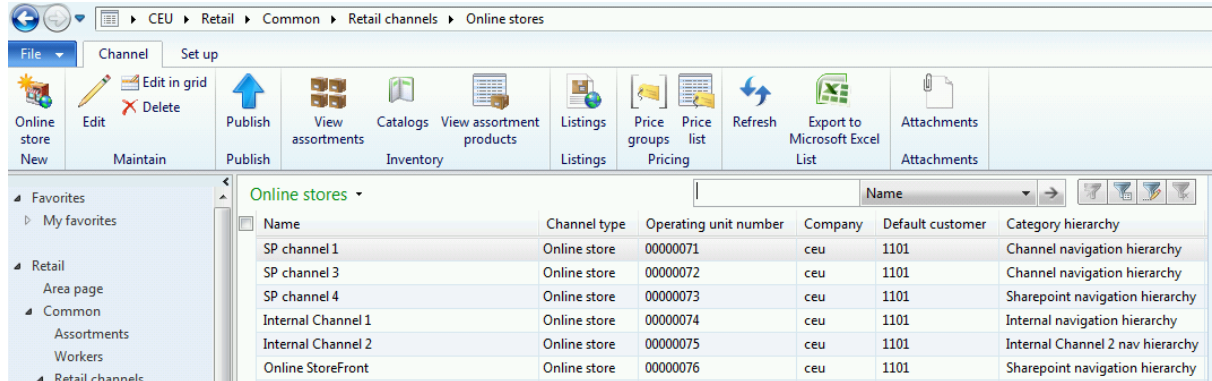 CEU Retail Common Retail channels Online stores
File Channel Set up
Edit in grid
Delete
Online store
Edit
Publish
View assortments
Catalogs
View assortment products
Listings
Price groups
Price list
Refresh
Export to Microsoft Excel
Attachments
New Maintain Publish Inventory Listings Pricing List Attachments
Favorites
My favorites
Retail
Area page
Common
Assortments
Workers
Retail channels
Online stores
Name
Name Channel type Operating unit number Company Default customer Category hierarchy
SP channel 1 Online store 00000071 ceu 1101 Channel navigation hierarchy
SP channel 3 Online store 00000072 ceu 1101 Channel navigation hierarchy
SP channel 4 Online store 00000073 ceu 1101 Sharepoint navigation hierarchy
Internal Channel 1 Online store 00000074 ceu 1101 Internal navigation hierarchy
Internal Channel 2 Online store 00000075 ceu 1101 Internal Channel 2 nav hierarchy
Online StoreFront Online store 00000076 ceu 1101 Sharepoint navigation hierarchy